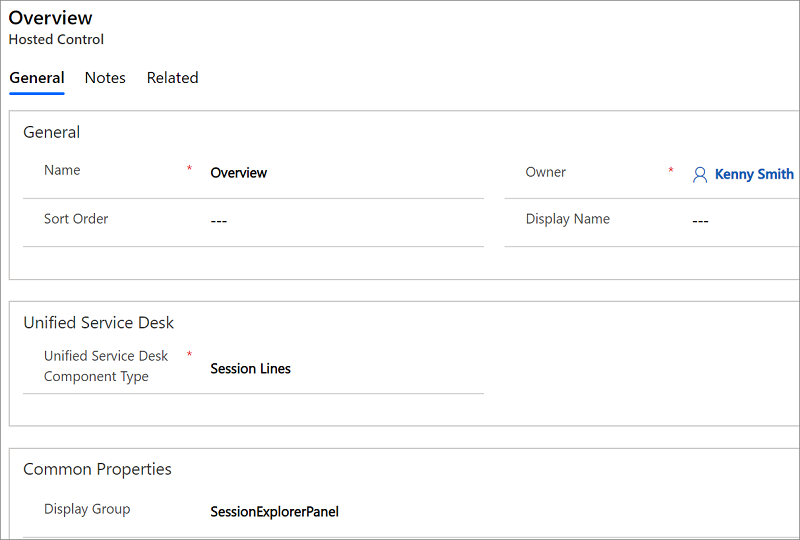 Overview
Hosted Control
General Notes Related
General
Name * Overview Owner * Kenny Smith
Sort Order --- Display Name ---
Unified Service Desk
Unified Service Desk * 
Component Type Session Lines
Common Properties
Display Group SessionExplorerPanel